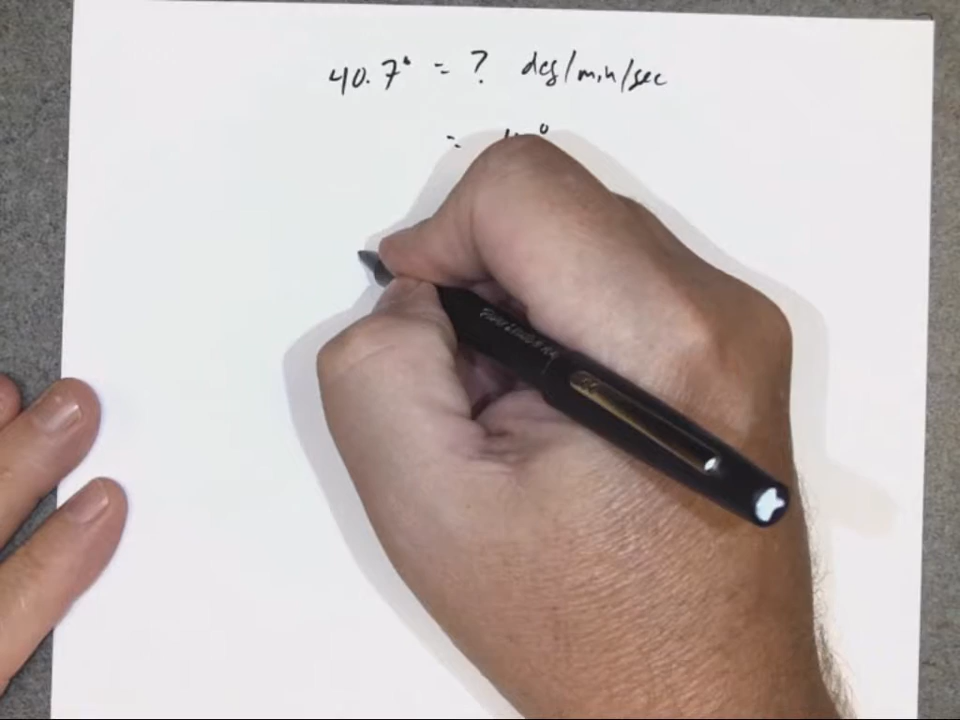 40.7° = ? deg/min/sec
= °